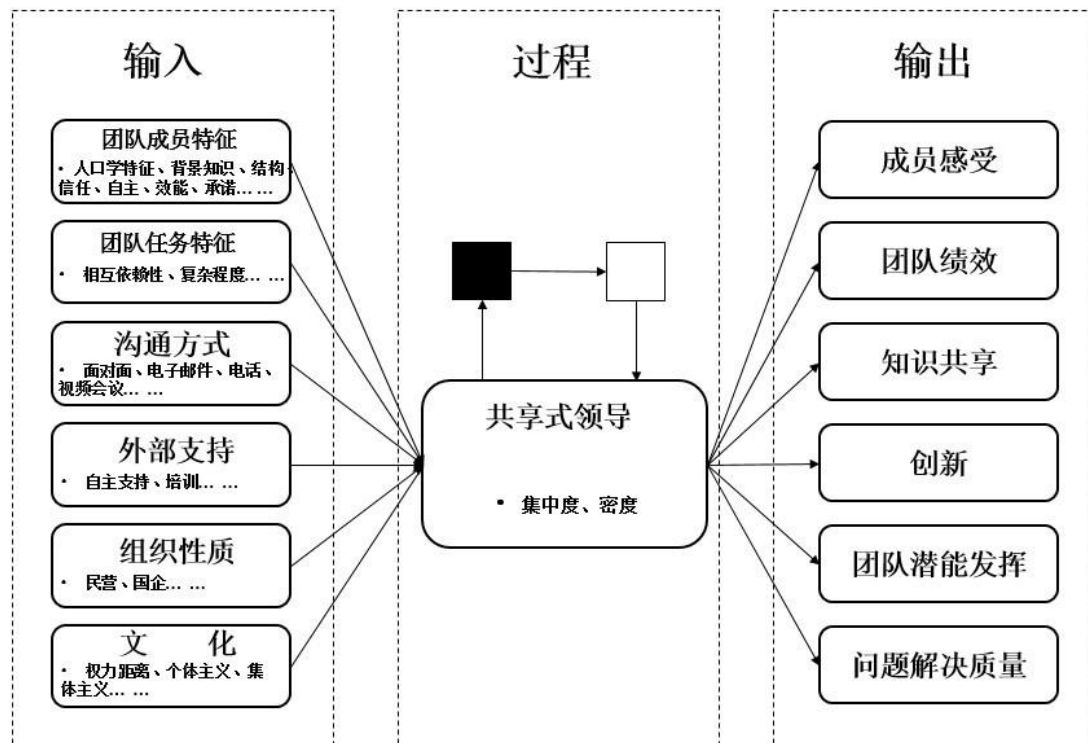 输入
团队成员特征
• 人口学特征、背景知识、结构
信任、自主、效能、承诺... ...
团队任务特征
• 相互依赖性、复杂程度... ...
沟通方式
• 面对面、电子邮件、电话、
视频会议... ...
外部支持
• 自主支持、培训... ...
组织性质
• 民营、国企... ...
文 化
• 权力距离、个体主义、集
体主义... ...
过程
共享式领导
• 集中度、密度
输出
成员感受
团队绩效
知识共享
创新
团队潜能发挥
问题解决质量